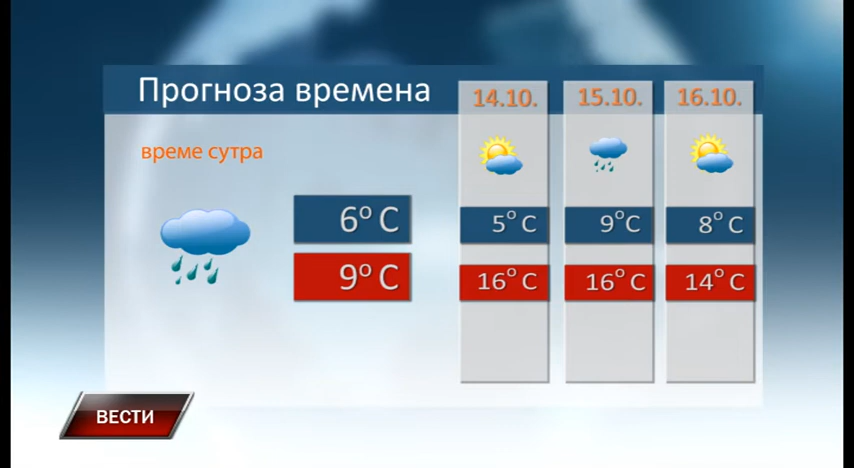 Прогноза времена
време сутра
6° C
9° C
14.10.
5° C
16° C
15.10.
9°C
16° C
16.10.
8° C
14° C
ВЕСТИ